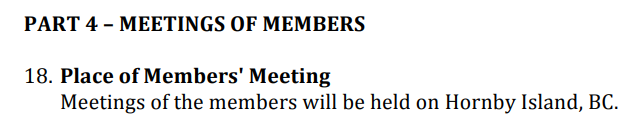 PART 4 – MEETINGS OF MEMBERS
18. Place of Members' Meeting
Meetings of the members will be held on Hornby Island, BC.